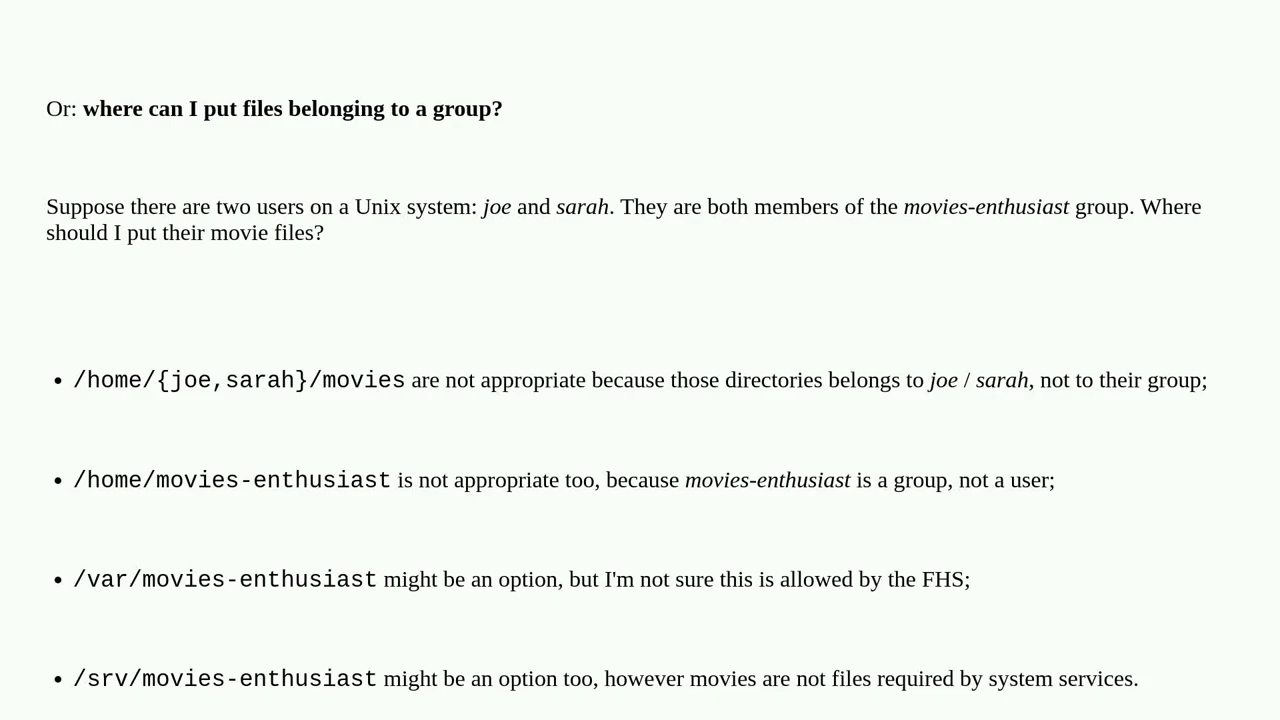 Or: where can I put files belonging to a group?
Suppose there are two users on a Unix system: joe and sarah. They are both members of the movies-enthusiast group. Where
should I put their movie files?
• /home/{joe,sarah}/movies are not appropriate because those directories belongs to joe / sarah, not to their group;
• /home/movies-enthusiast is not appropriate too, because movies-enthusiast is a group, not a user;
• /var/movies-enthusiast might be an option, but I'm not sure this is allowed by the FHS;
• /srv/movies-enthusiast might be an option too, however movies are not files required by system services.